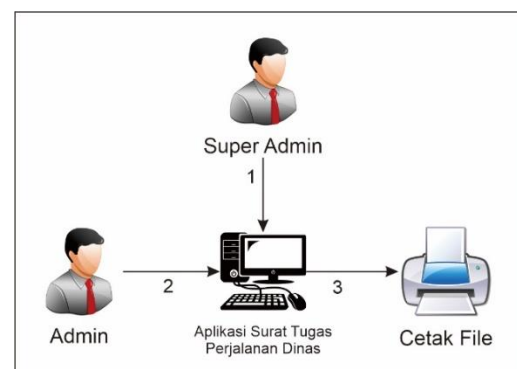 Super Admin
1
2
3
Admin
Aplikasi Surat Tugas
Perjalanan Dinas
Cetak File